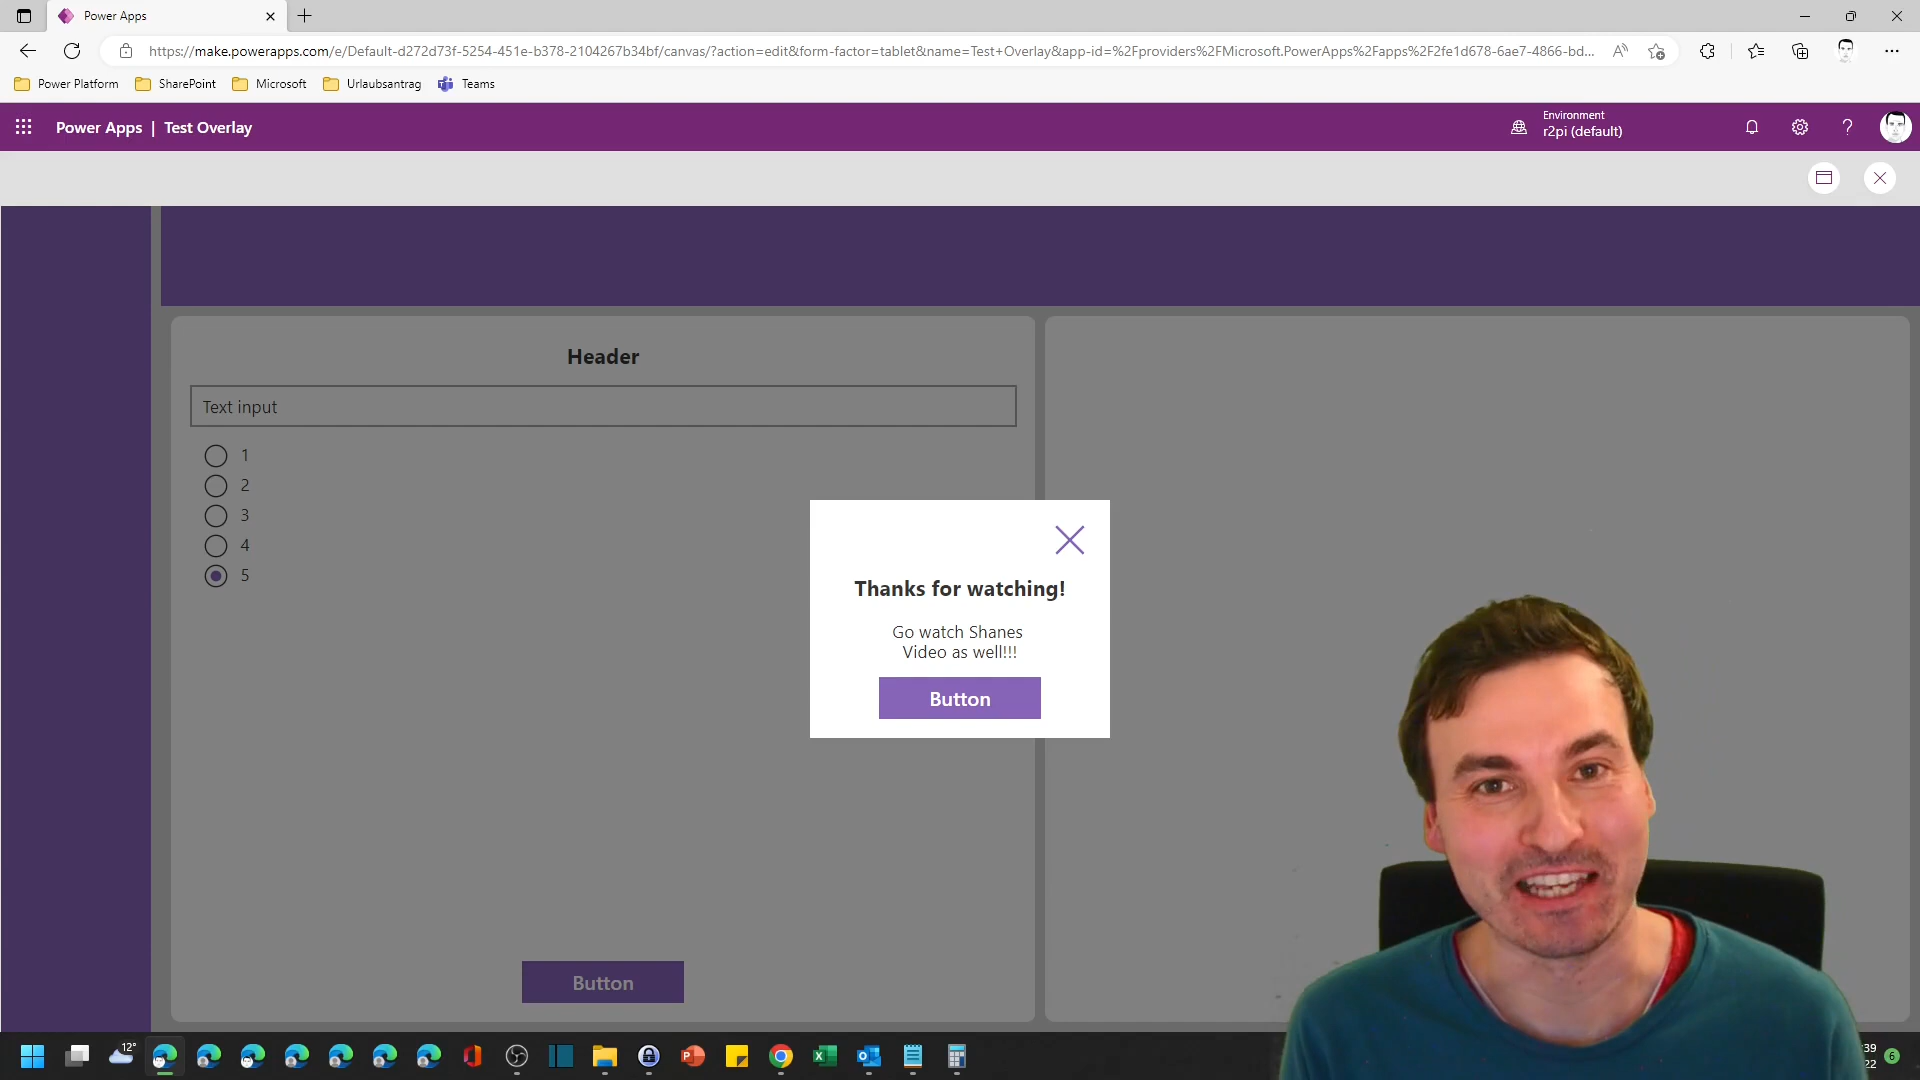 Power Apps
https://make.powerapps.com/e/Default-d272d73f-5254-451e-b378-2104267b34bf/canvas/?action=edit&form-factor=tablet&name=Test+Overlay&app-id=%2Fproviders%2FMicrosoft.PowerApps%2Fapps%2F2fe1d678-6ae7-4866-bd...
Power Platform SharePoint Microsoft Urlaubsantrag Teams
Power Apps | Test Overlay
Environment
r2pi (default)
Header
Text input
1
2
3
4
5
Thanks for watching!
Go watch Shanes
Video as well!!!
Button
Button
12°
39
22
6